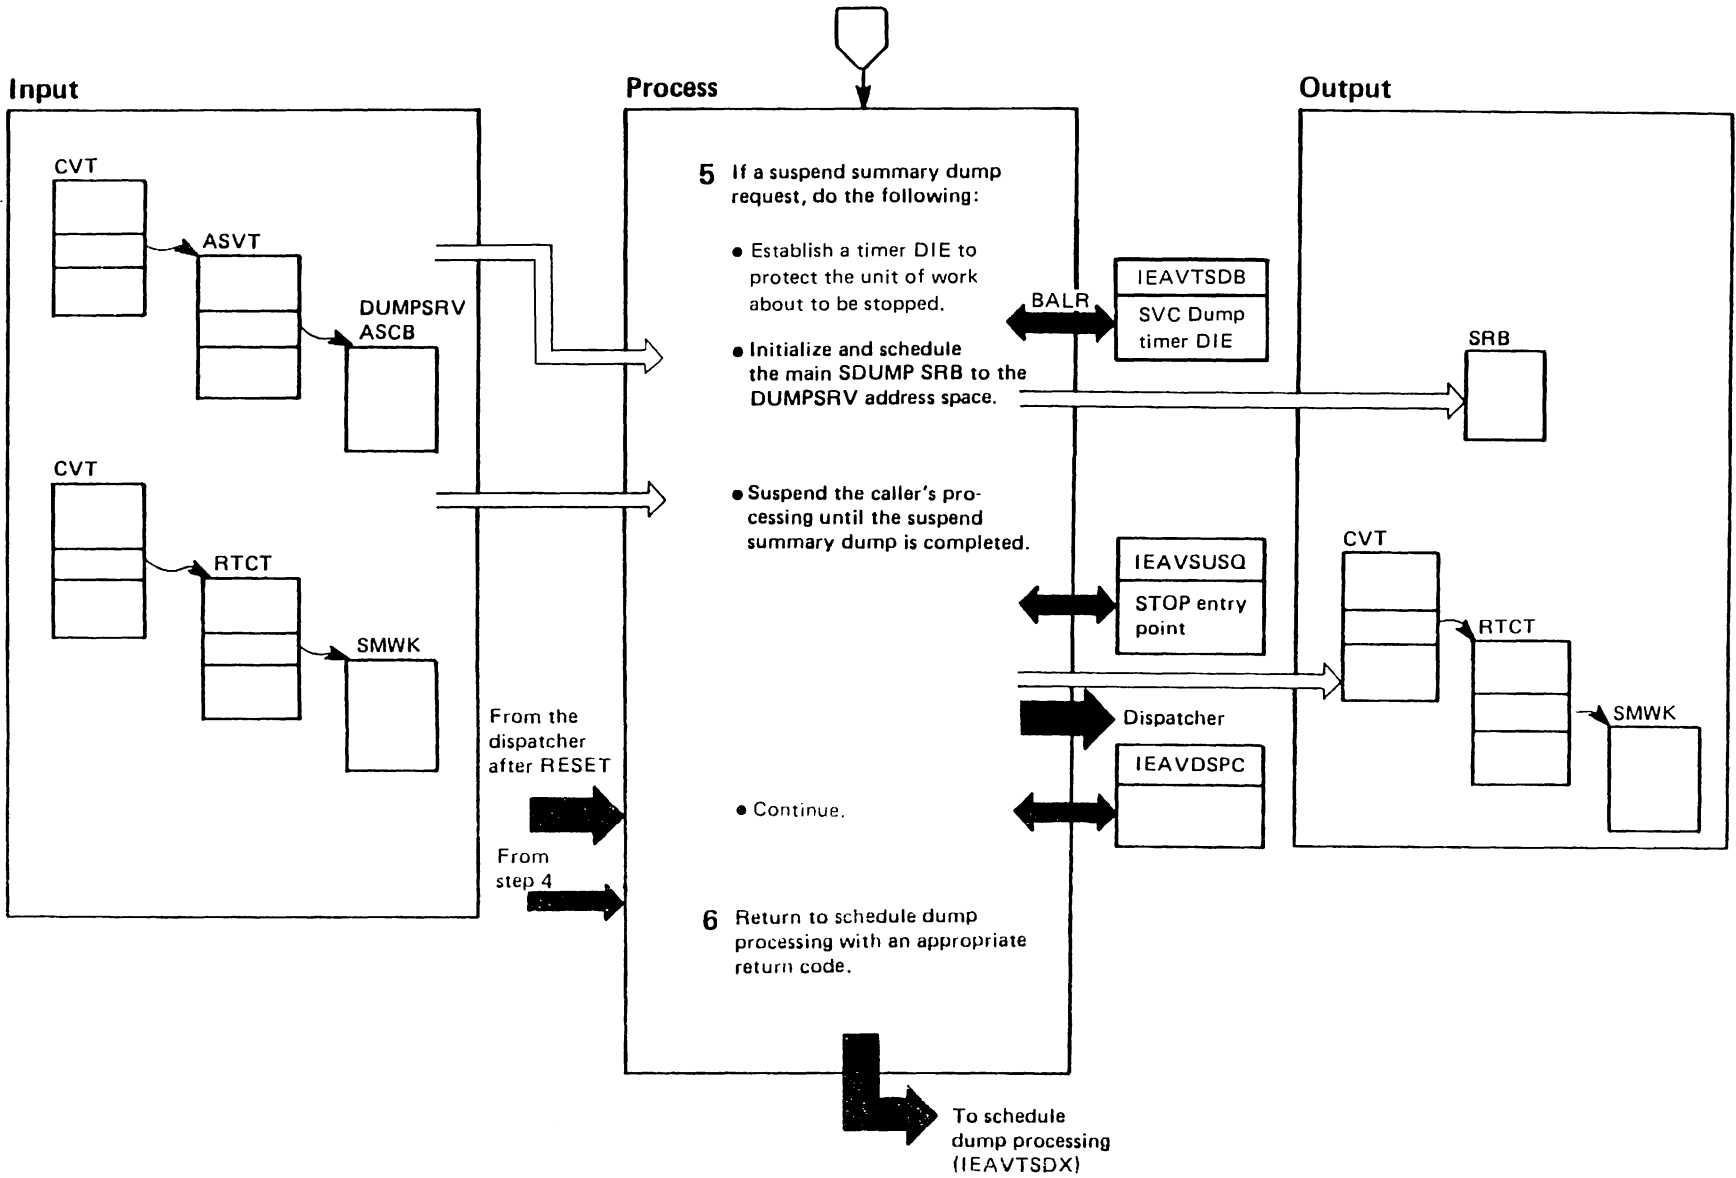 Input
CVT
ASVT
DUMPSRV
ASCB
CVT
RTCT
SMWK
From the
dispatcher
after RESET
From
step 4
Process
5 If a suspend summary dump
request, do the following:
• Establish a timer DIE to
protect the unit of work
about to be stopped.
• Initialize and schedule
the main SDUMP SRB to the
DUMPSRV address space.
• Suspend the caller's pro-
cessing until the suspend
summary dump is completed.
• Continue.
6 Return to schedule dump
processing with an appropriate
return code.
To schedule
dump processing
(IEAVTSDX)
BALR
IEAVTSDB
SVC Dump
timer DIE
IEAVSUSQ
STOP entry
point
Dispatcher
IEAVDSPC
Output
SRB
CVT
RTCT
SMWK